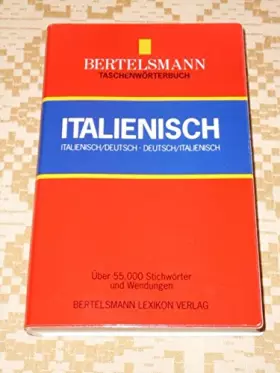 BERTELSMANN
TASCHENWÖRTERBUCH
ITALIENISCH
ITALIENISCH/DEUTSCH · DEUTSCH/ITALIENISCH
Über 55.000 Stichwörter
und Wendungen
BERTELSMANN LEXIKON VERLAG